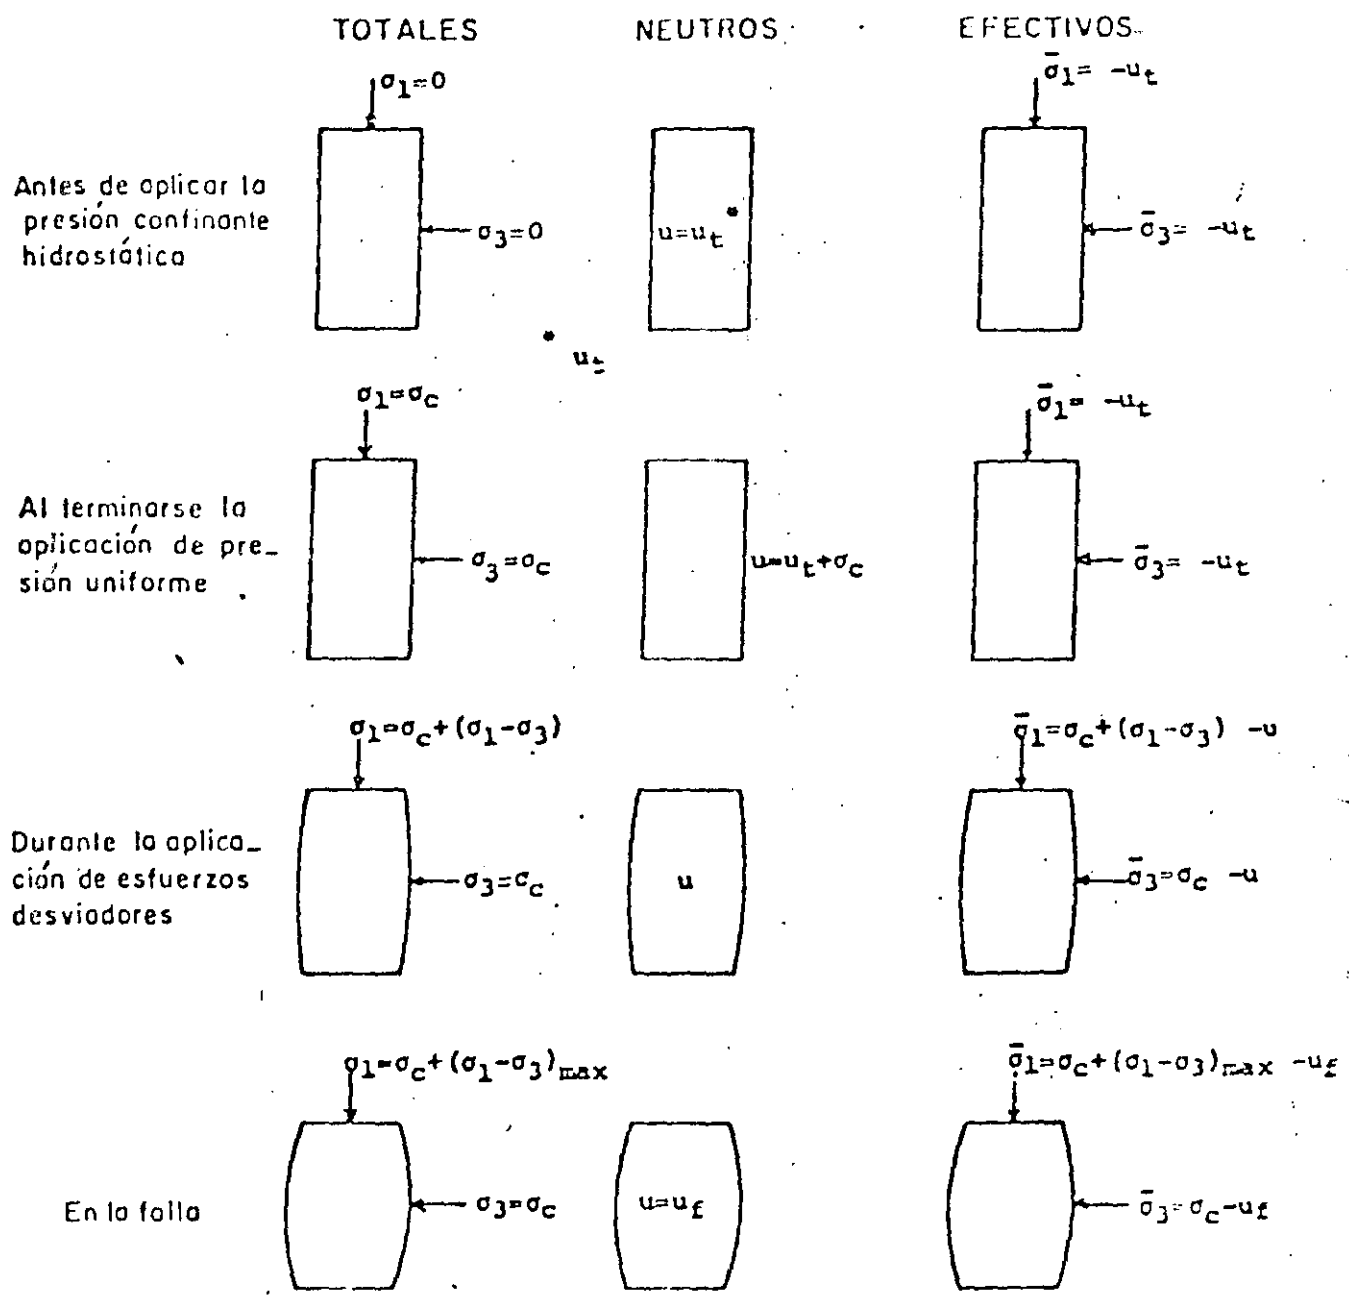 TOTALES NEUTROS EFECTIVOS
σ1=0
σ̄1= -ut
Antes de aplicar la
presión confinante
hidrostática
σ3=0
u=ut*
σ̄3= -ut
* ut
σ1=σc
σ̄1= -ut
Al terminarse la
aplicación de pre_
sión uniforme
σ3=σc
u=ut+σc
σ̄3= -ut
σ1=σc+(σ1-σ3)
σ̄1=σc+(σ1-σ3) -u
Durante la aplica_
ción de esfuerzos
desviadores
σ3=σc
u
σ̄3=σc -u
σ1=σc+(σ1-σ3)max
σ̄1=σc+(σ1-σ3)max -uf
En la falla
σ3=σc
u=uf
σ̄3=σc-uf